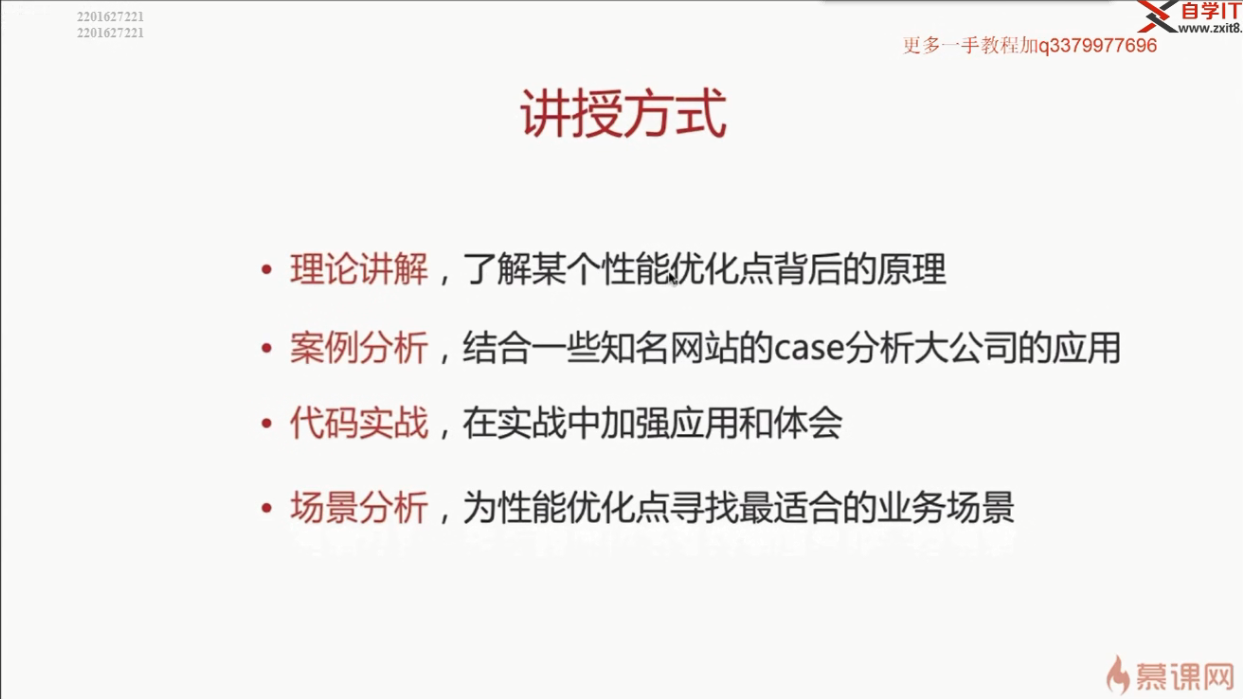 2201627221
2201627221
自学IT
www.zxit8.
更多一手教程加q3379977696
讲授方式
• 理论讲解，了解某个性能优化点背后的原理
• 案例分析，结合一些知名网站的case分析大公司的应用
• 代码实战，在实战中加强应用和体会
• 场景分析，为性能优化点寻找最适合的业务场景
慕课网